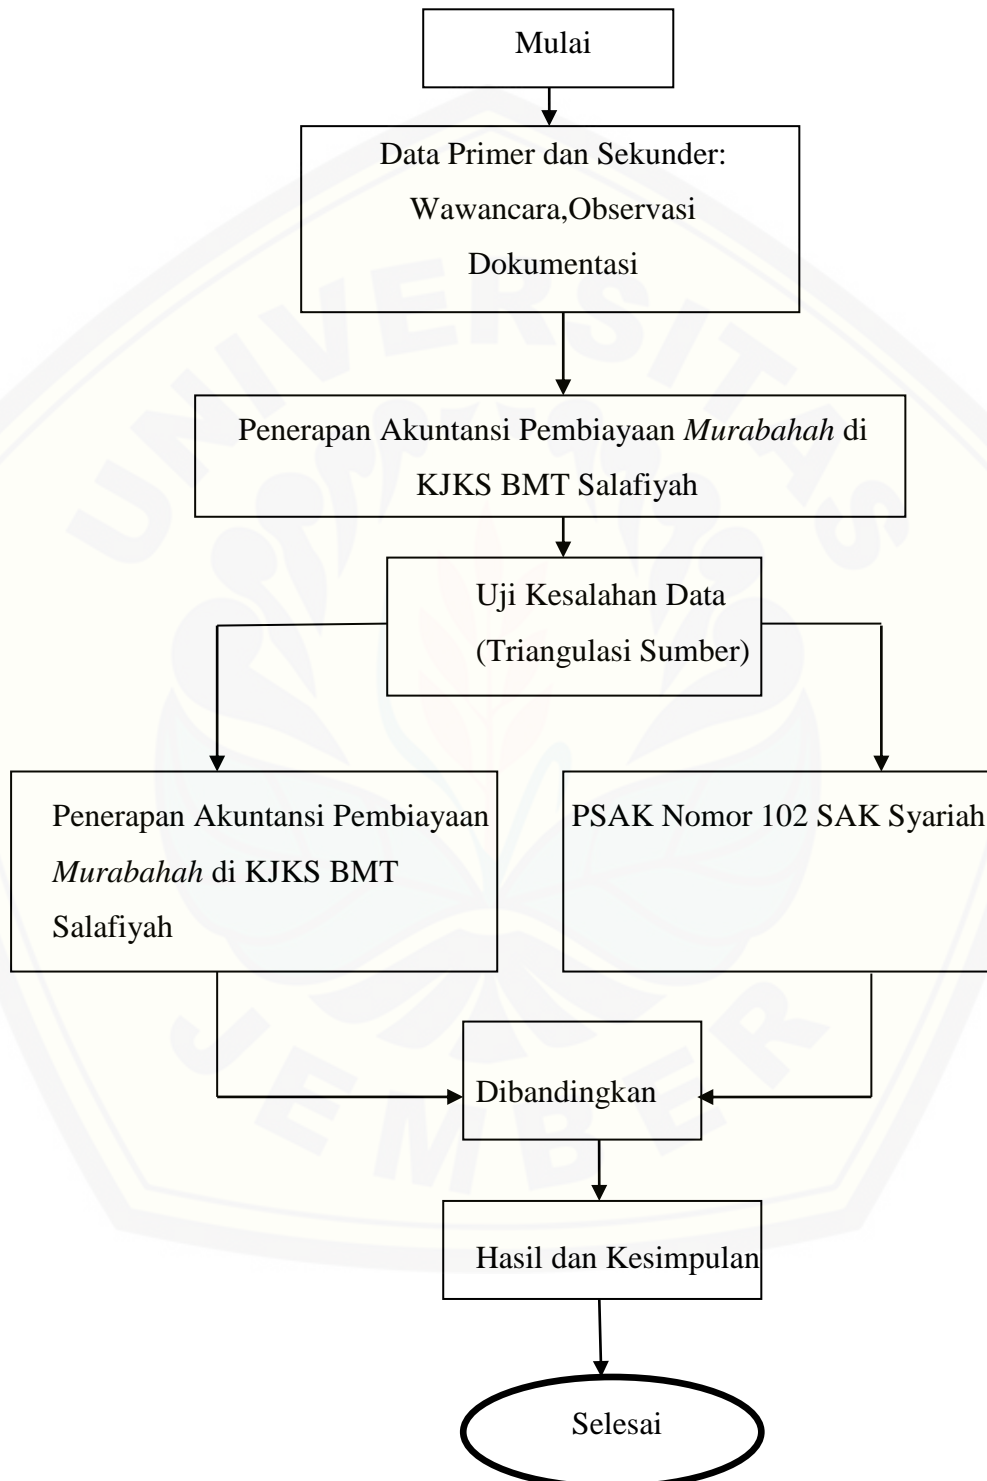 Mulai
Data Primer dan Sekunder:
Wawancara,Observasi
Dokumentasi
Penerapan Akuntansi Pembiayaan Murabahah di
KJKS BMT Salafiyah
Uji Kesalahan Data
(Triangulasi Sumber)
Penerapan Akuntansi Pembiayaan
Murabahah di KJKS BMT
Salafiyah
PSAK Nomor 102 SAK Syariah
Dibandingkan
Hasil dan Kesimpulan
Selesai
UNIVERSITAS
JEMBER